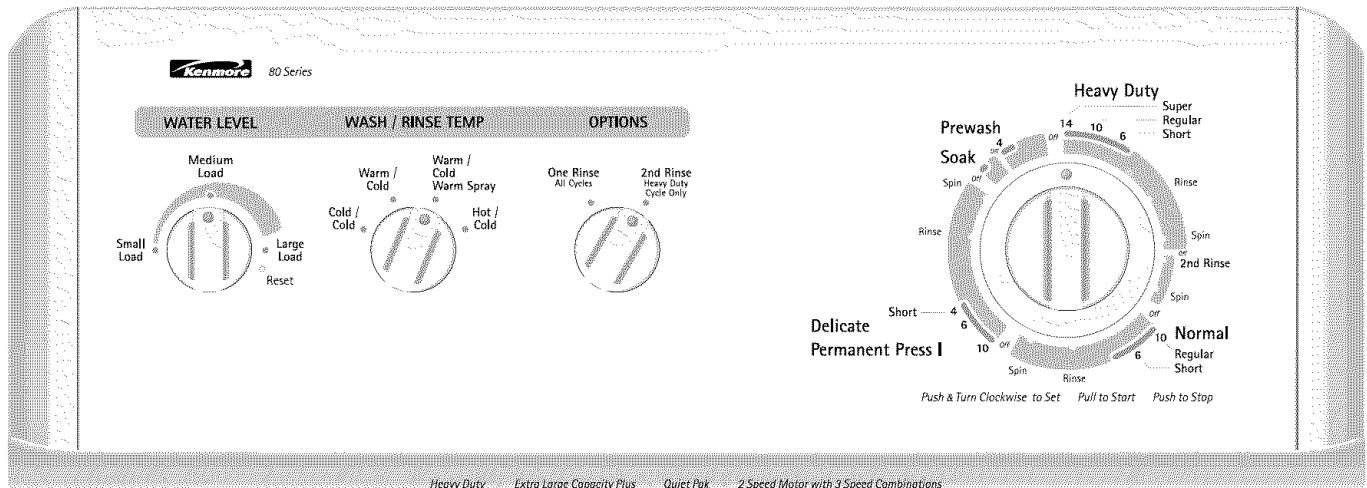 Kenmore 80 Series
WATER LEVEL
WASH / RINSE TEMP
OPTIONS
Medium
Load
Small
Load
Large
Load
Reset
Cold /
Cold
Warm /
Cold
Warm /
Cold
Warm Spray
Hot /
Cold
One Rinse
All Cycles
2nd Rinse
Heavy Duty
Cycle Only
Heavy Duty
Super
Regular
Short
14 10 6
Rinse
Spin
Off
2nd Rinse
Spin
Off
Normal
10
Regular
6
Short
Rinse
Spin
Off
Delicate
Permanent Press I
Short 4
6
10
Rinse
Spin
Off
Soak
Off
Prewash
4
Off
Push & Turn Clockwise to Set Pull to Start Push to Stop
Heavy Duty Extra Large Capacity Plus Quiet Pak 2 Speed Motor with 3 Speed Combinations